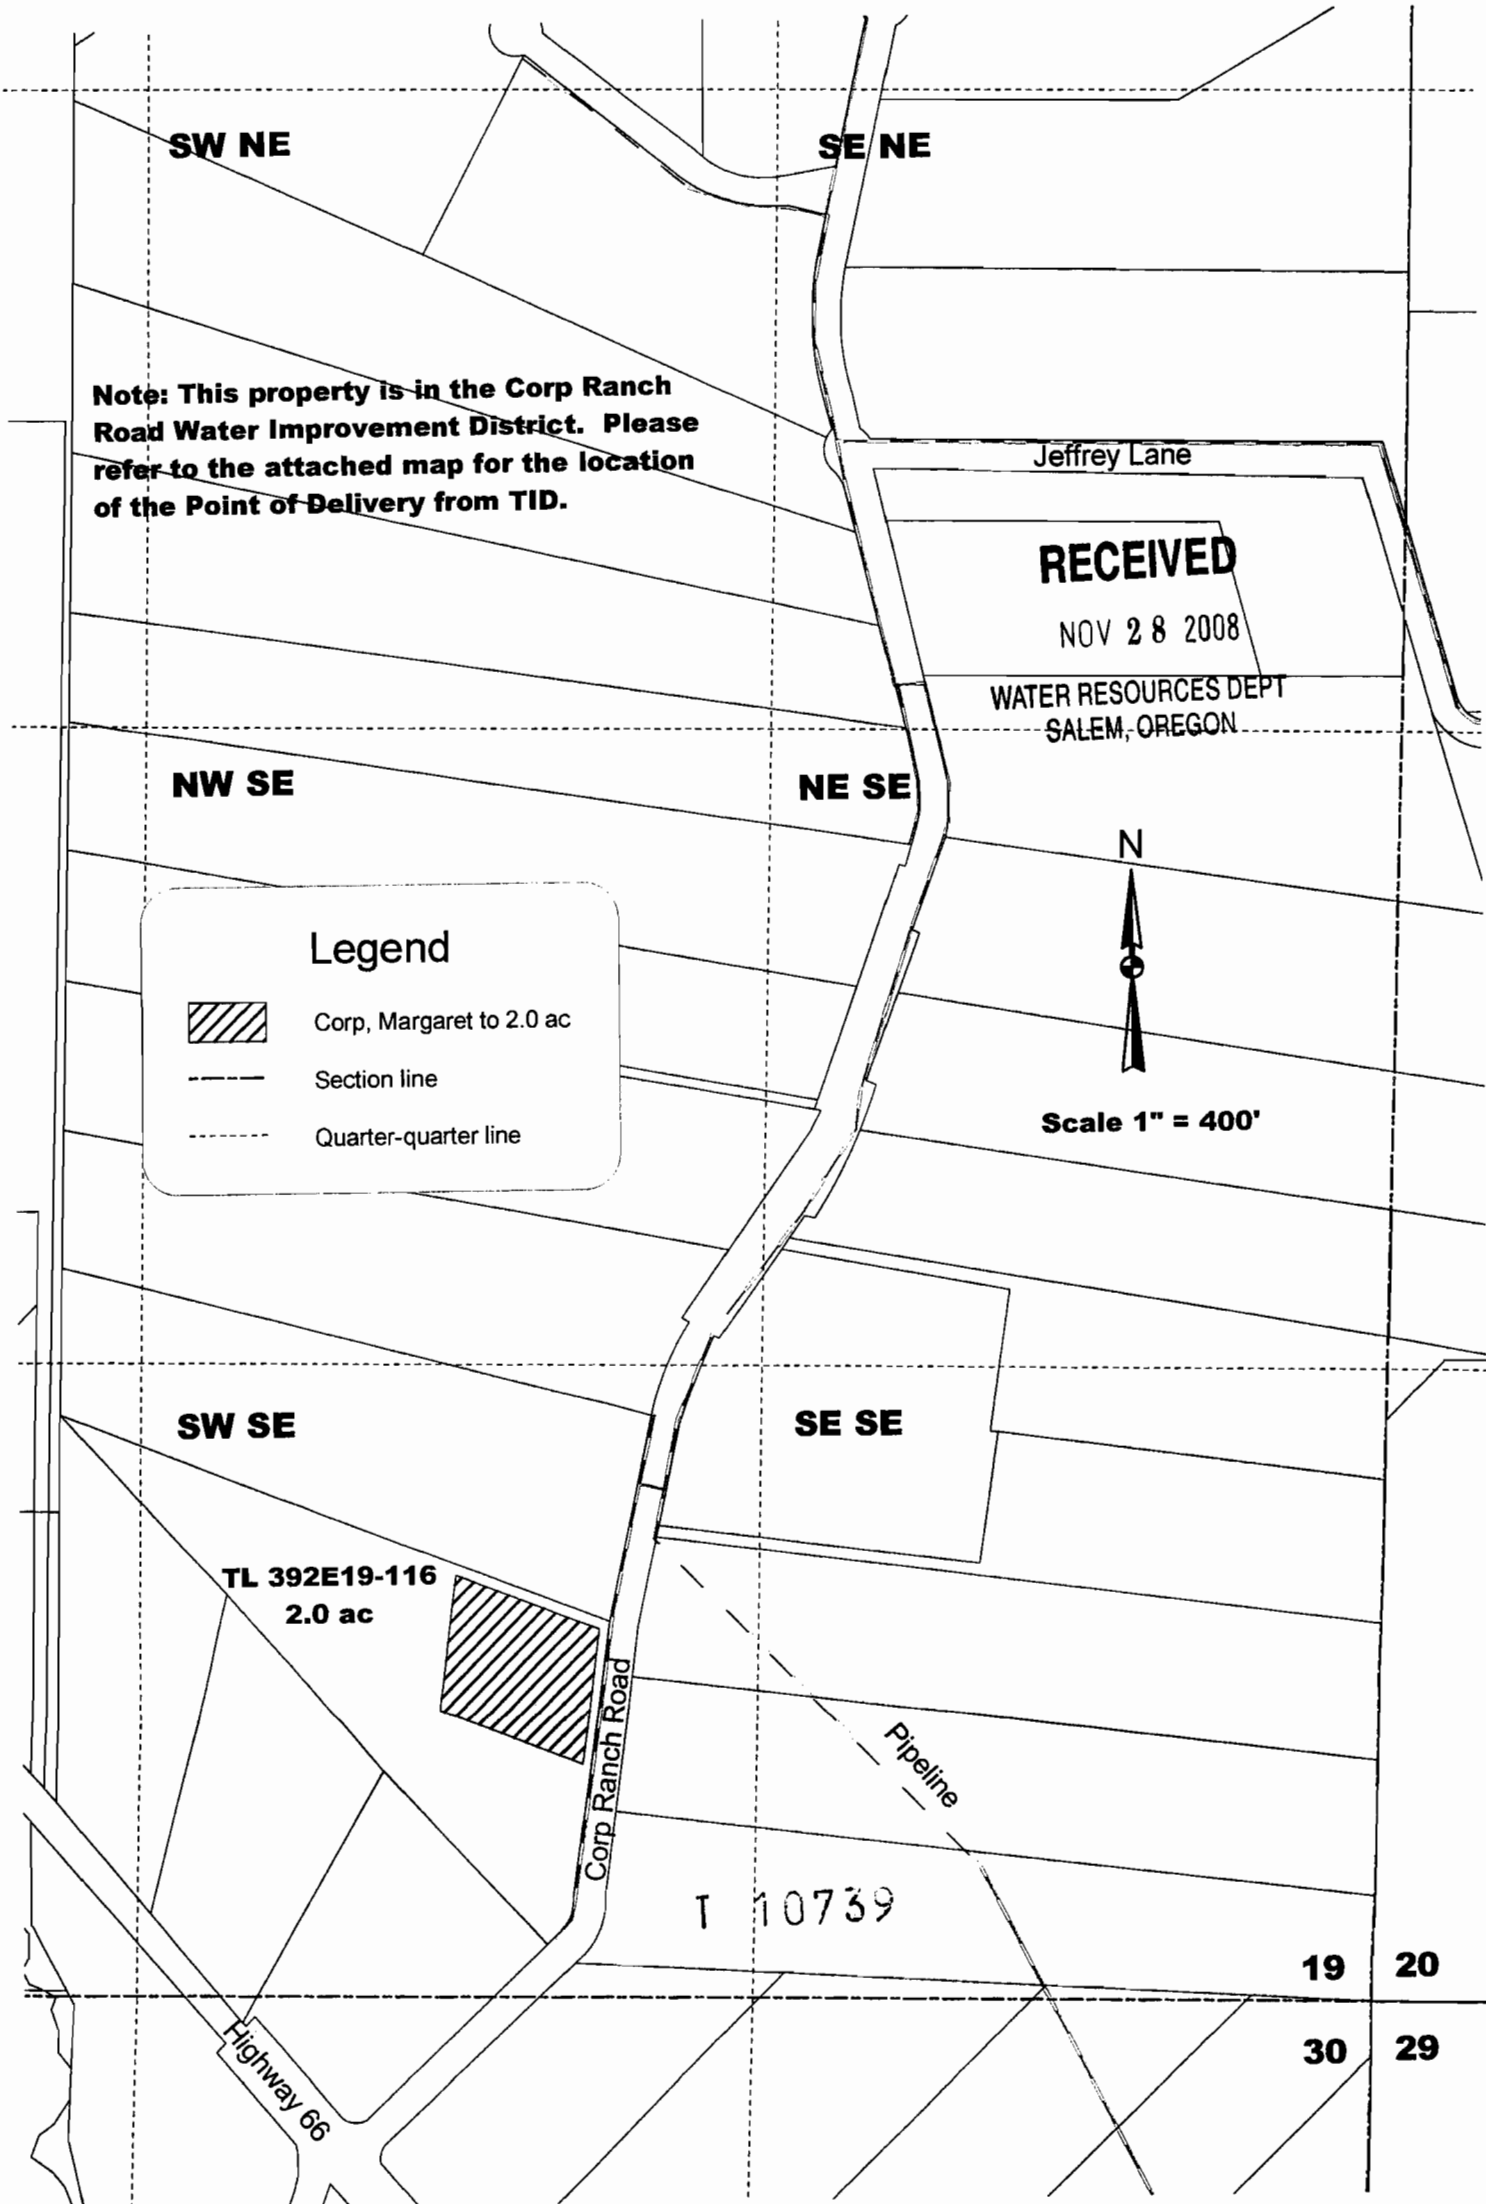 SW NE
SE NE
Note: This property is in the Corp Ranch
Road Water Improvement District. Please
refer to the attached map for the location
of the Point of Delivery from TID.
Jeffrey Lane
RECEIVED
NOV 28 2008
WATER RESOURCES DEPT
SALEM, OREGON
NW SE
NE SE
N
Legend
Corp, Margaret to 2.0 ac
Section line
Quarter-quarter line
Scale 1" = 400'
SW SE
SE SE
TL 392E19-116
2.0 ac
Corp Ranch Road
Pipeline
T 10739
19
20
30
29
Highway 66